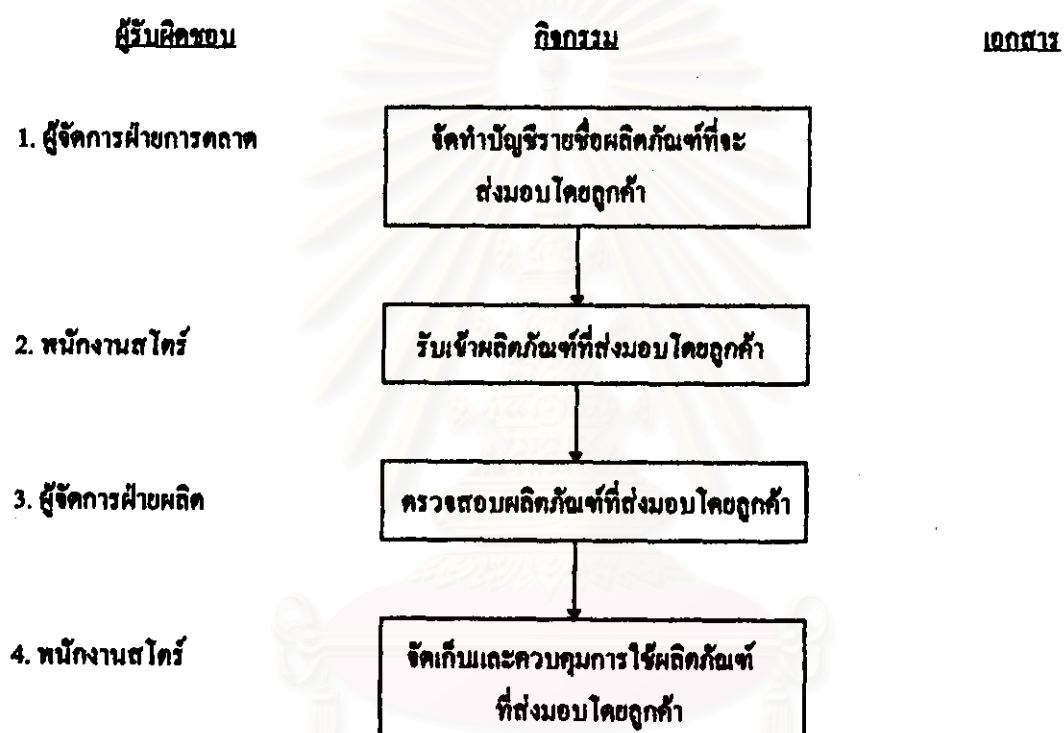 ผู้รับผิดชอบ กิจกรรม เอกสาร
1. ผู้จัดการฝ่ายการตลาด จัดทำบัญชีรายชื่อผลิตภัณฑ์ที่จะ
ส่งมอบโดยลูกค้า
2. พนักงานสโตร์ รับเข้าผลิตภัณฑ์ที่ส่งมอบโดยลูกค้า
3. ผู้จัดการฝ่ายผลิต ตรวจสอบผลิตภัณฑ์ที่ส่งมอบโดยลูกค้า
4. พนักงานสโตร์ จัดเก็บและควบคุมการใช้ผลิตภัณฑ์
ที่ส่งมอบโดยลูกค้า